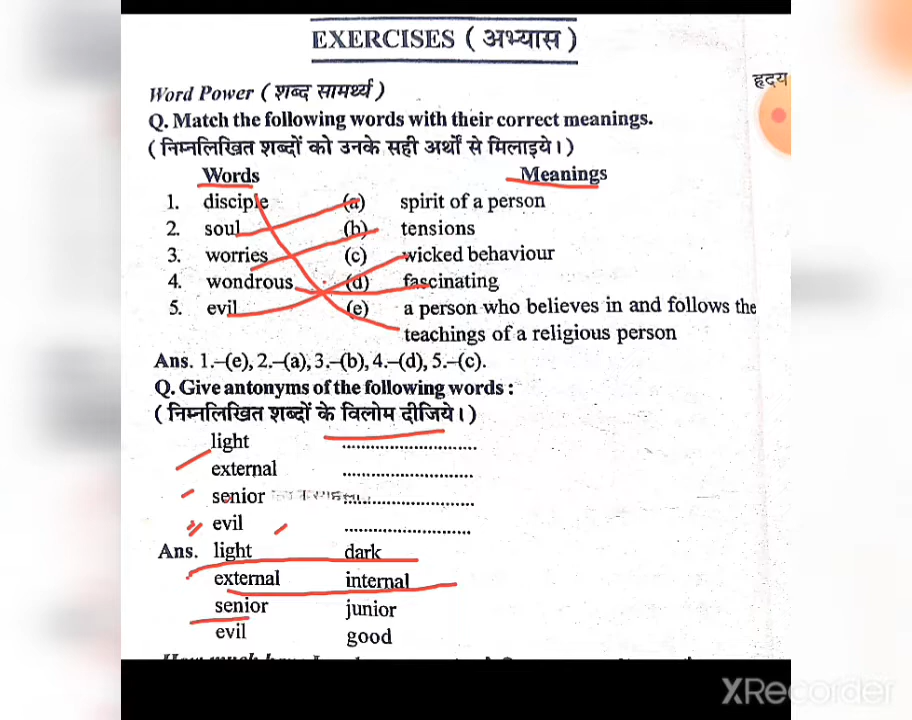 EXERCISES ( अभ्यास )
हृदय
Word Power ( शब्द सामर्थ्य )
Q. Match the following words with their correct meanings.
( निम्नलिखित शब्दों को उनके सही अर्थों से मिलाइये। )
Words Meanings
1. disciple (a) spirit of a person
2. soul (b) tensions
3. worries (c) wicked behaviour
4. wondrous (d) fascinating
5. evil (e) a person who believes in and follows the
teachings of a religious person
Ans. 1.–(e), 2.–(a), 3.–(b), 4.–(d), 5.–(c).
Q. Give antonyms of the following words :
( निम्नलिखित शब्दों के विलोम दीजिये। )
light ..............................
external ..............................
senior ..............................
evil ..............................
Ans. light dark
external internal
senior junior
evil good
XRecorder